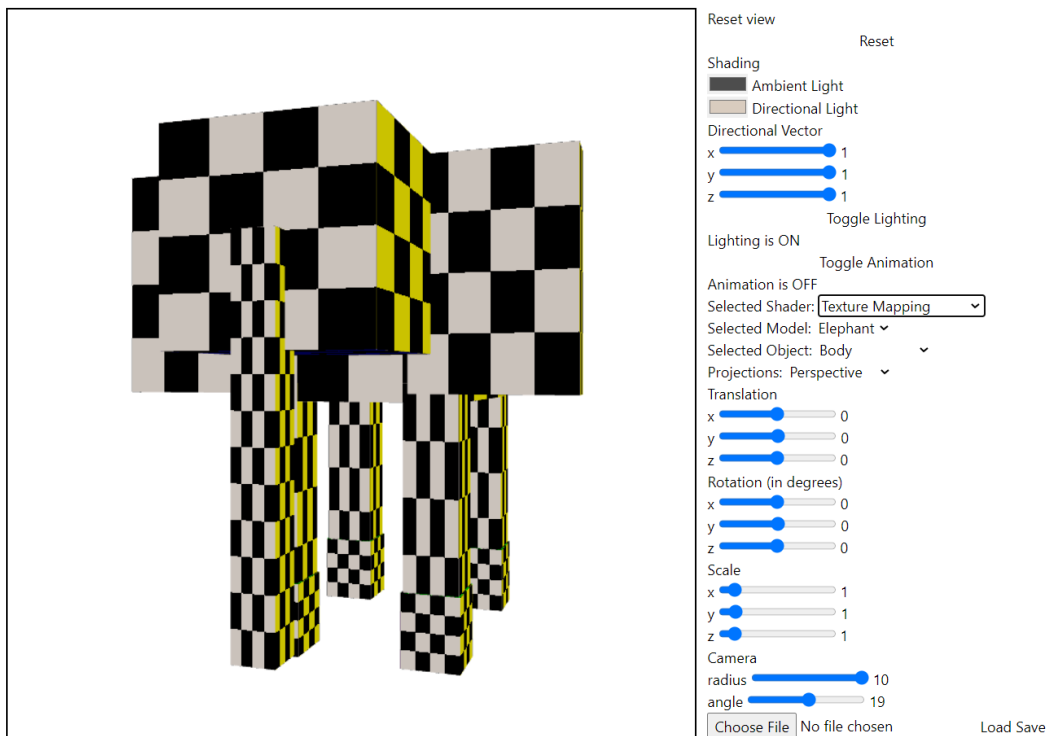 Reset view
Reset
Shading
Ambient Light
Directional Light
Directional Vector
x 1
y 1
z 1
Toggle Lighting
Lighting is ON
Toggle Animation
Animation is OFF
Selected Shader: Texture Mapping
Selected Model: Elephant
Selected Object: Body
Projections: Perspective
Translation
x 0
y 0
z 0
Rotation (in degrees)
x 0
y 0
z 0
Scale
x 1
y 1
z 1
Camera
radius 10
angle 19
Choose File No file chosen Load Save